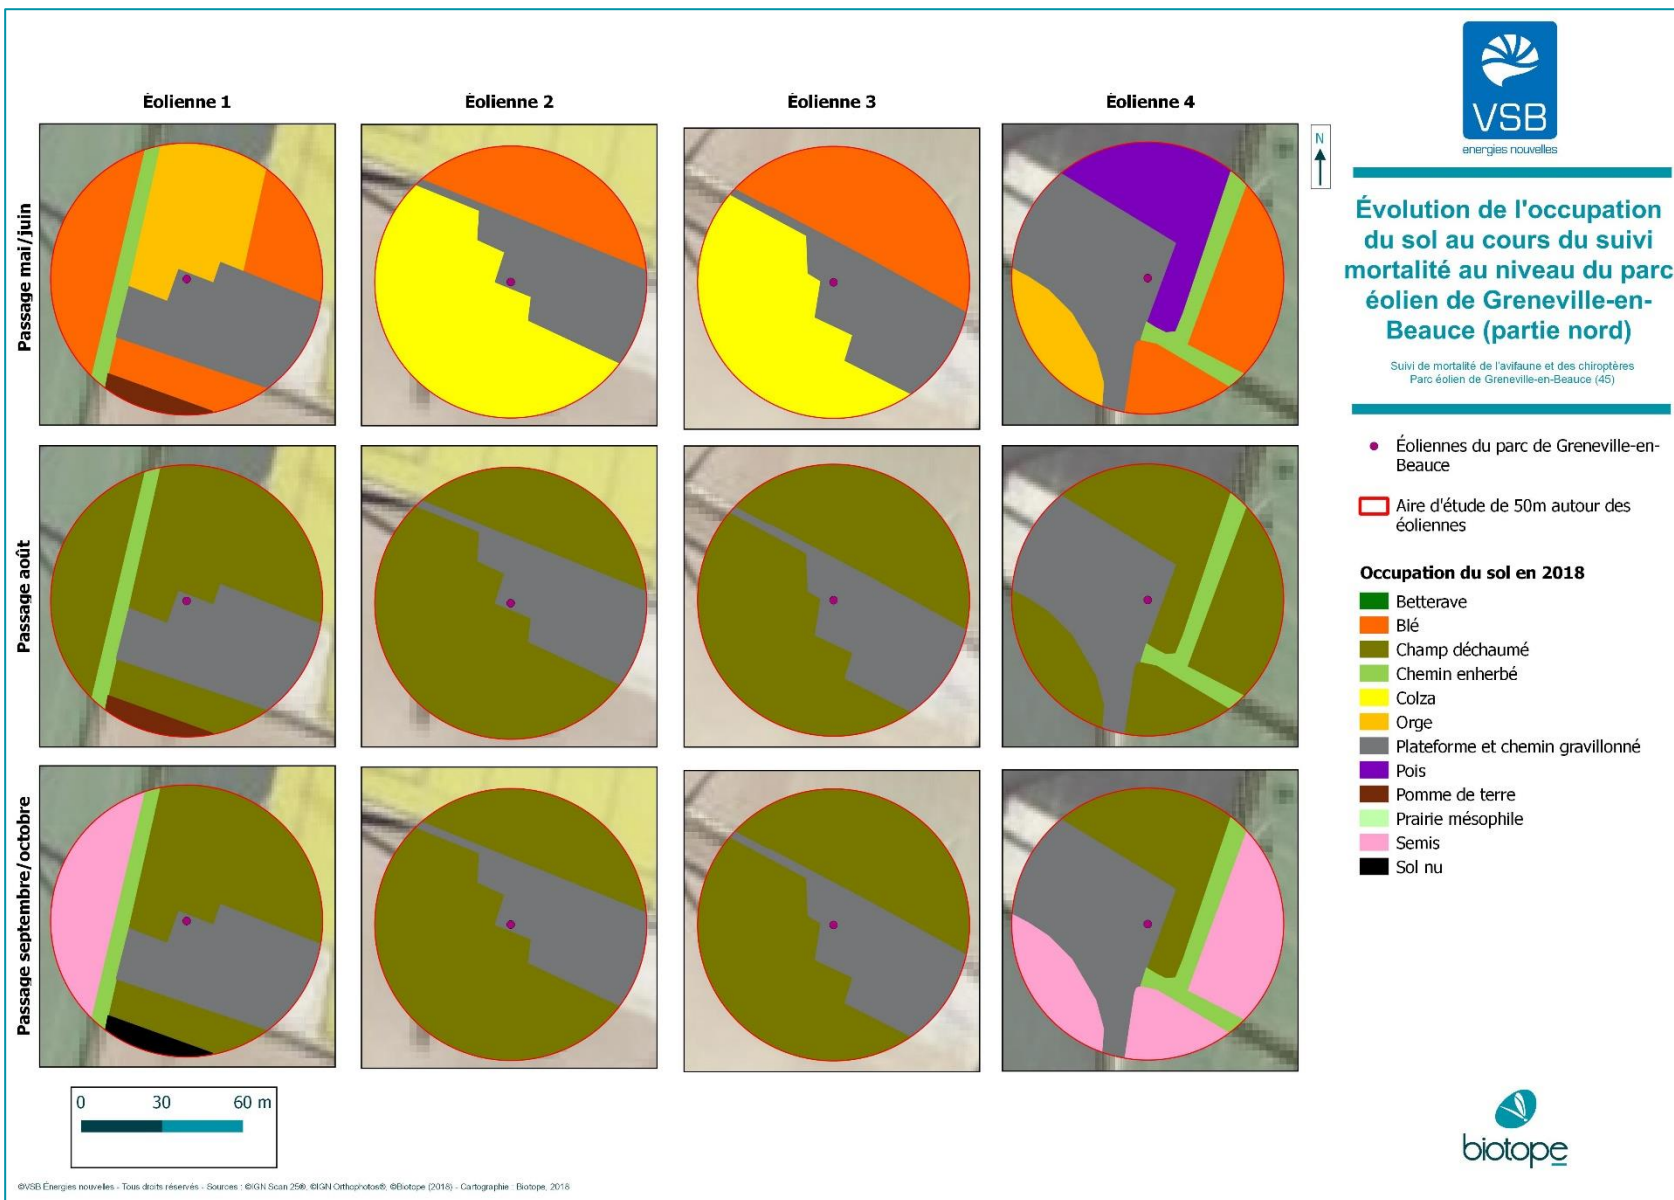 Éolienne 1
Éolienne 2
Éolienne 3
Éolienne 4
Passage mai/juin
Passage août
Passage septembre/octobre
N
0 30 60 m
VSB
energies nouvelles
Évolution de l'occupation
du sol au cours du suivi
mortalité au niveau du parc
éolien de Greneville-en-
Beauce (partie nord)
Suivi de mortalité de l'avifaune et des chiroptères
Parc éolien de Greneville-en-Beauce (45)
Éoliennes du parc de Greneville-en-
Beauce
Aire d'étude de 50m autour des
éoliennes
Occupation du sol en 2018
Betterave
Blé
Champ déchaumé
Chemin enherbé
Colza
Orge
Plateforme et chemin gravillonné
Pois
Pomme de terre
Prairie mésophile
Semis
Sol nu
biotope
©VSB Énergies nouvelles - Tous droits réservés - Sources : ©IGN Scan 25®, ©IGN Orthophotos®, ©Biotope (2018) - Cartographie : Biotope, 2018